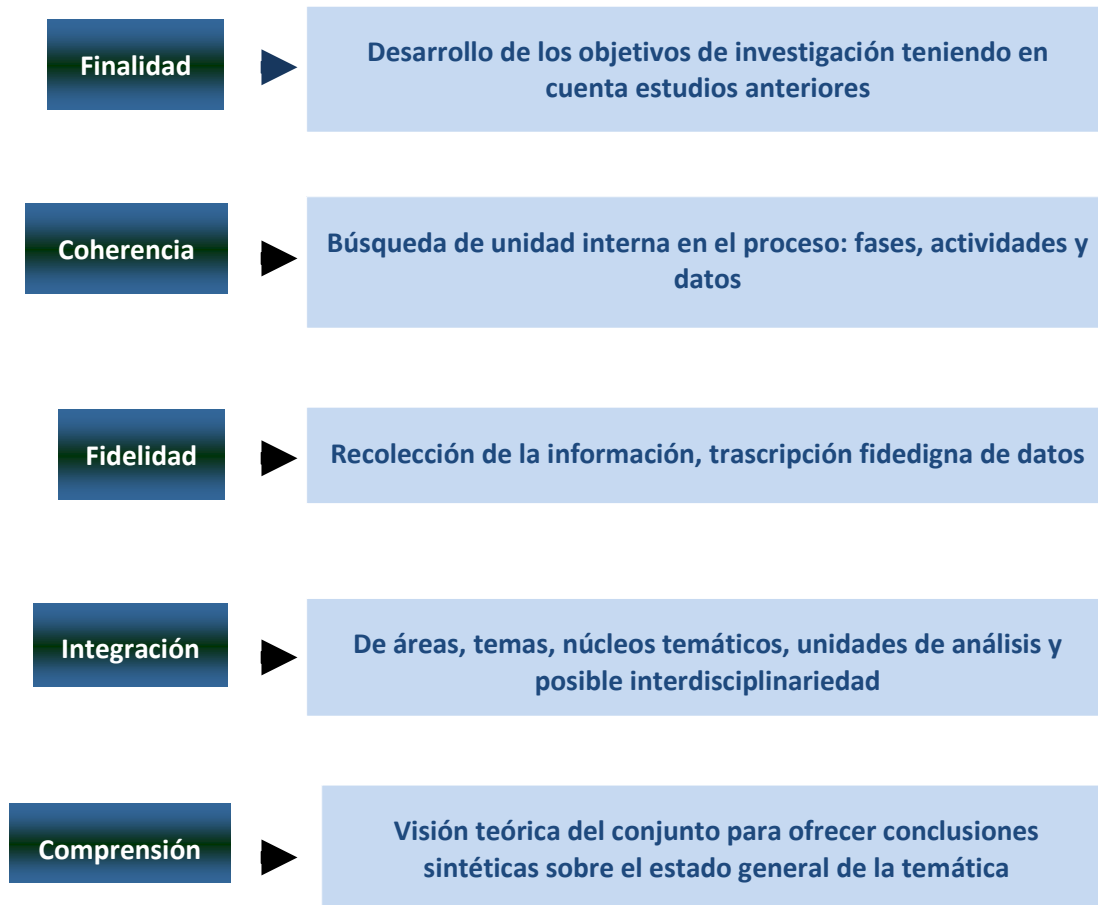 Finalidad
Desarrollo de los objetivos de investigación teniendo en
cuenta estudios anteriores
Coherencia
Búsqueda de unidad interna en el proceso: fases, actividades y
datos
Fidelidad
Recolección de la información, trascripción fidedigna de datos
Integración
De áreas, temas, núcleos temáticos, unidades de análisis y
posible interdisciplinariedad
Comprensión
Visión teórica del conjunto para ofrecer conclusiones
sintéticas sobre el estado general de la temática